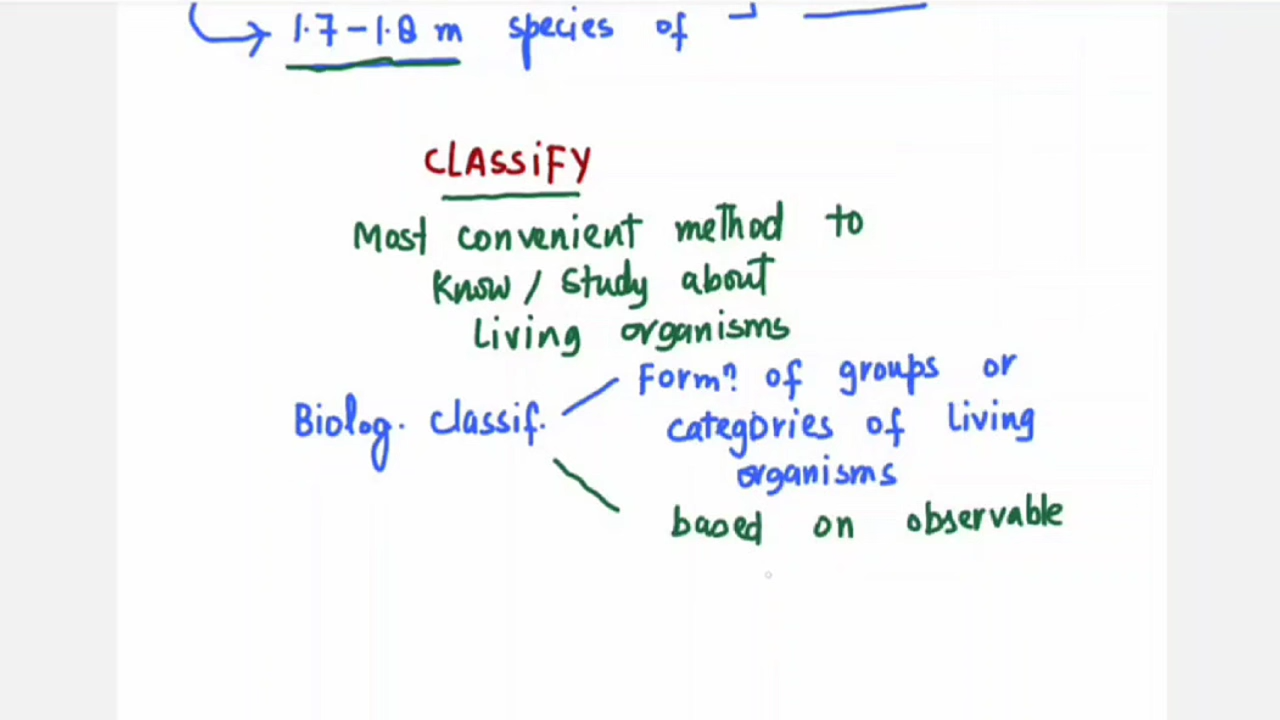 1.7-1.8 m species of
CLASSIFY
Most convenient method to
Know / Study about
Living organisms
Biolog. classif.
Form? of groups or
categories of living
organisms
based on observable